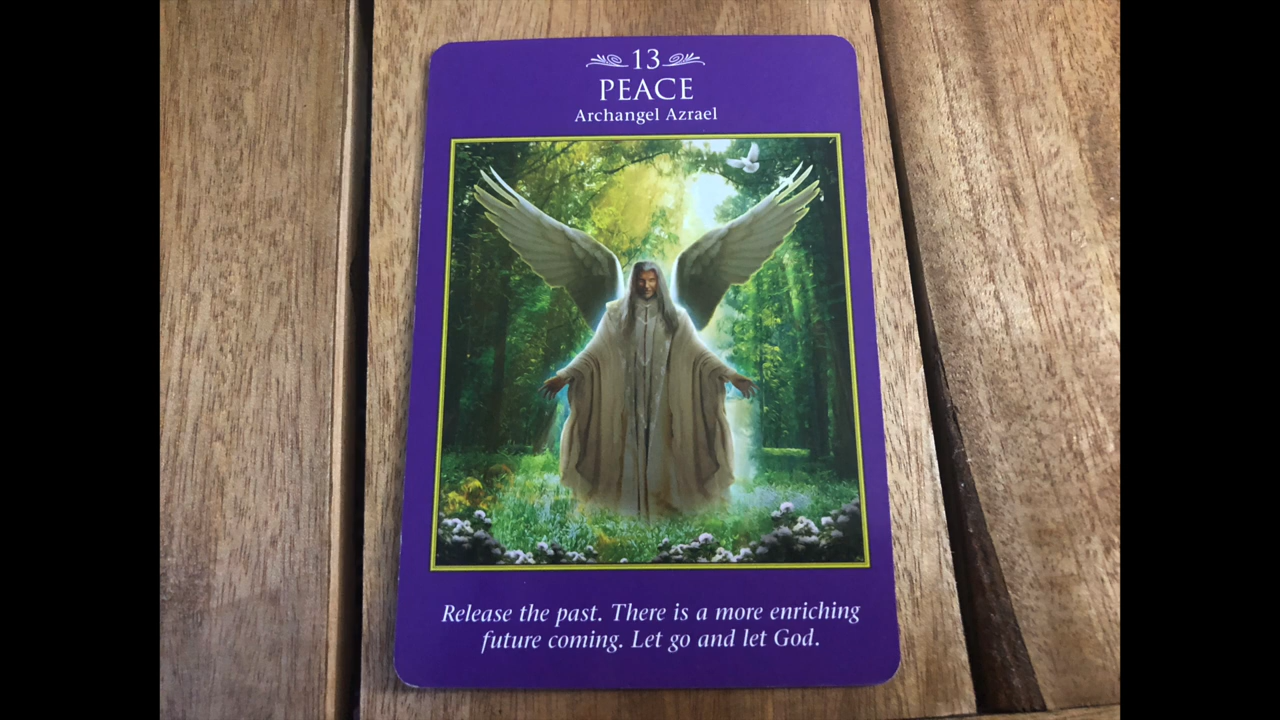 13
PEACE
Archangel Azrael
Release the past. There is a more enriching
future coming. Let go and let God.